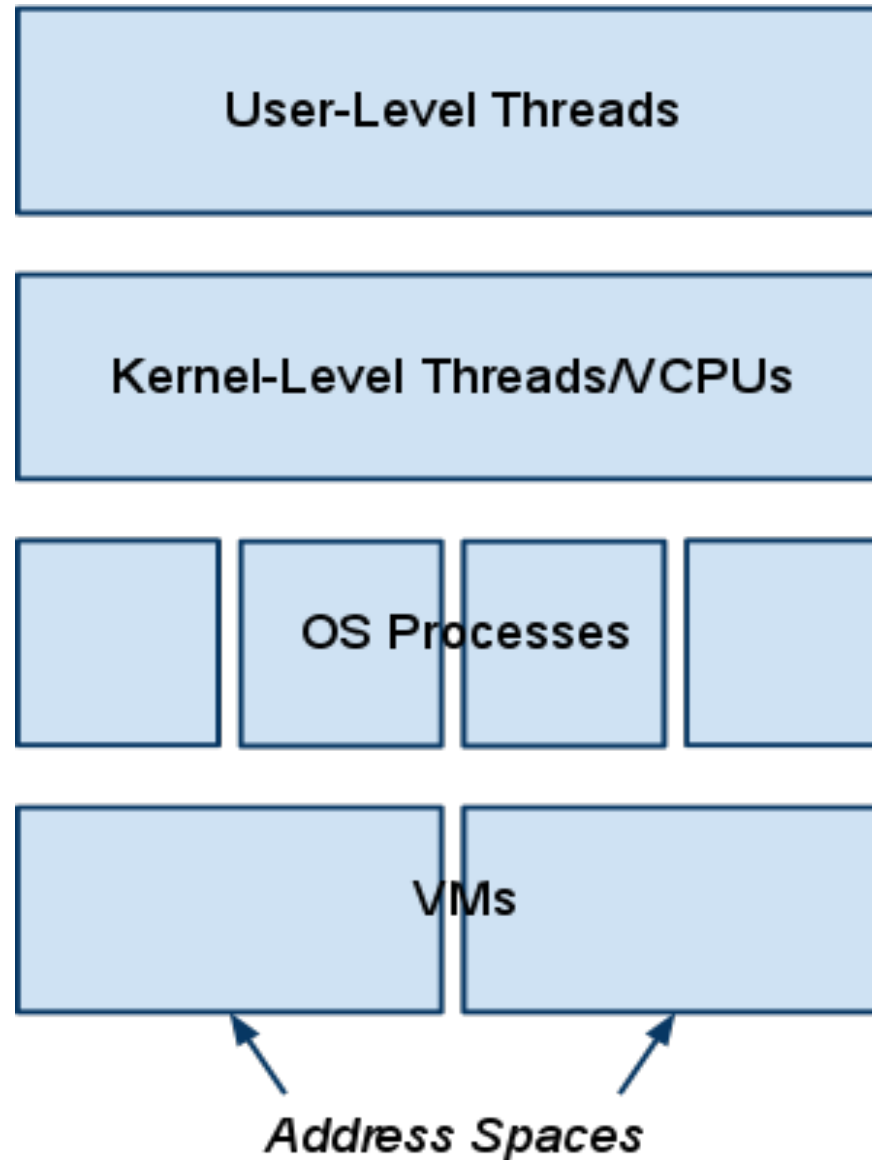 User-Level Threads
Kernel-Level Threads/VCPUs
OS Processes
VMs
Address Spaces